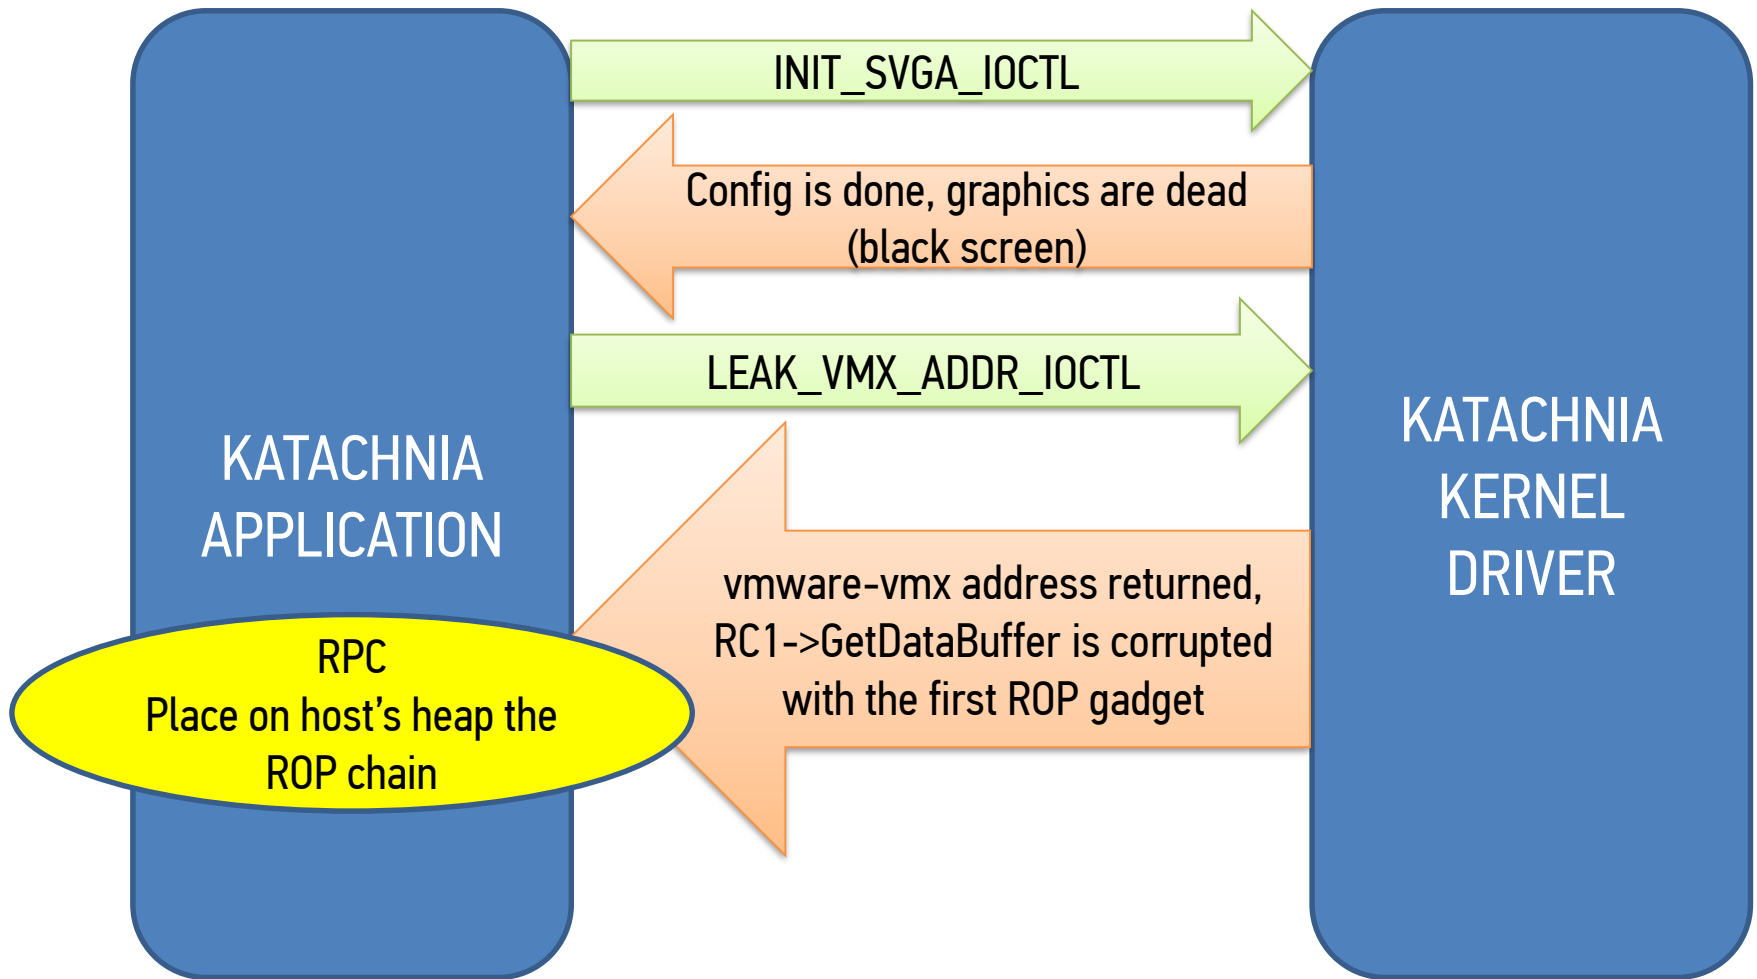 INIT_SVGA_IOCTL
Config is done, graphics are dead
(black screen)
LEAK_VMX_ADDR_IOCTL
KATACHNIA
APPLICATION
KATACHNIA
KERNEL
DRIVER
vmware-vmx address returned,
RC1->GetDataBuffer is corrupted
with the first ROP gadget
RPC
Place on host’s heap the
ROP chain